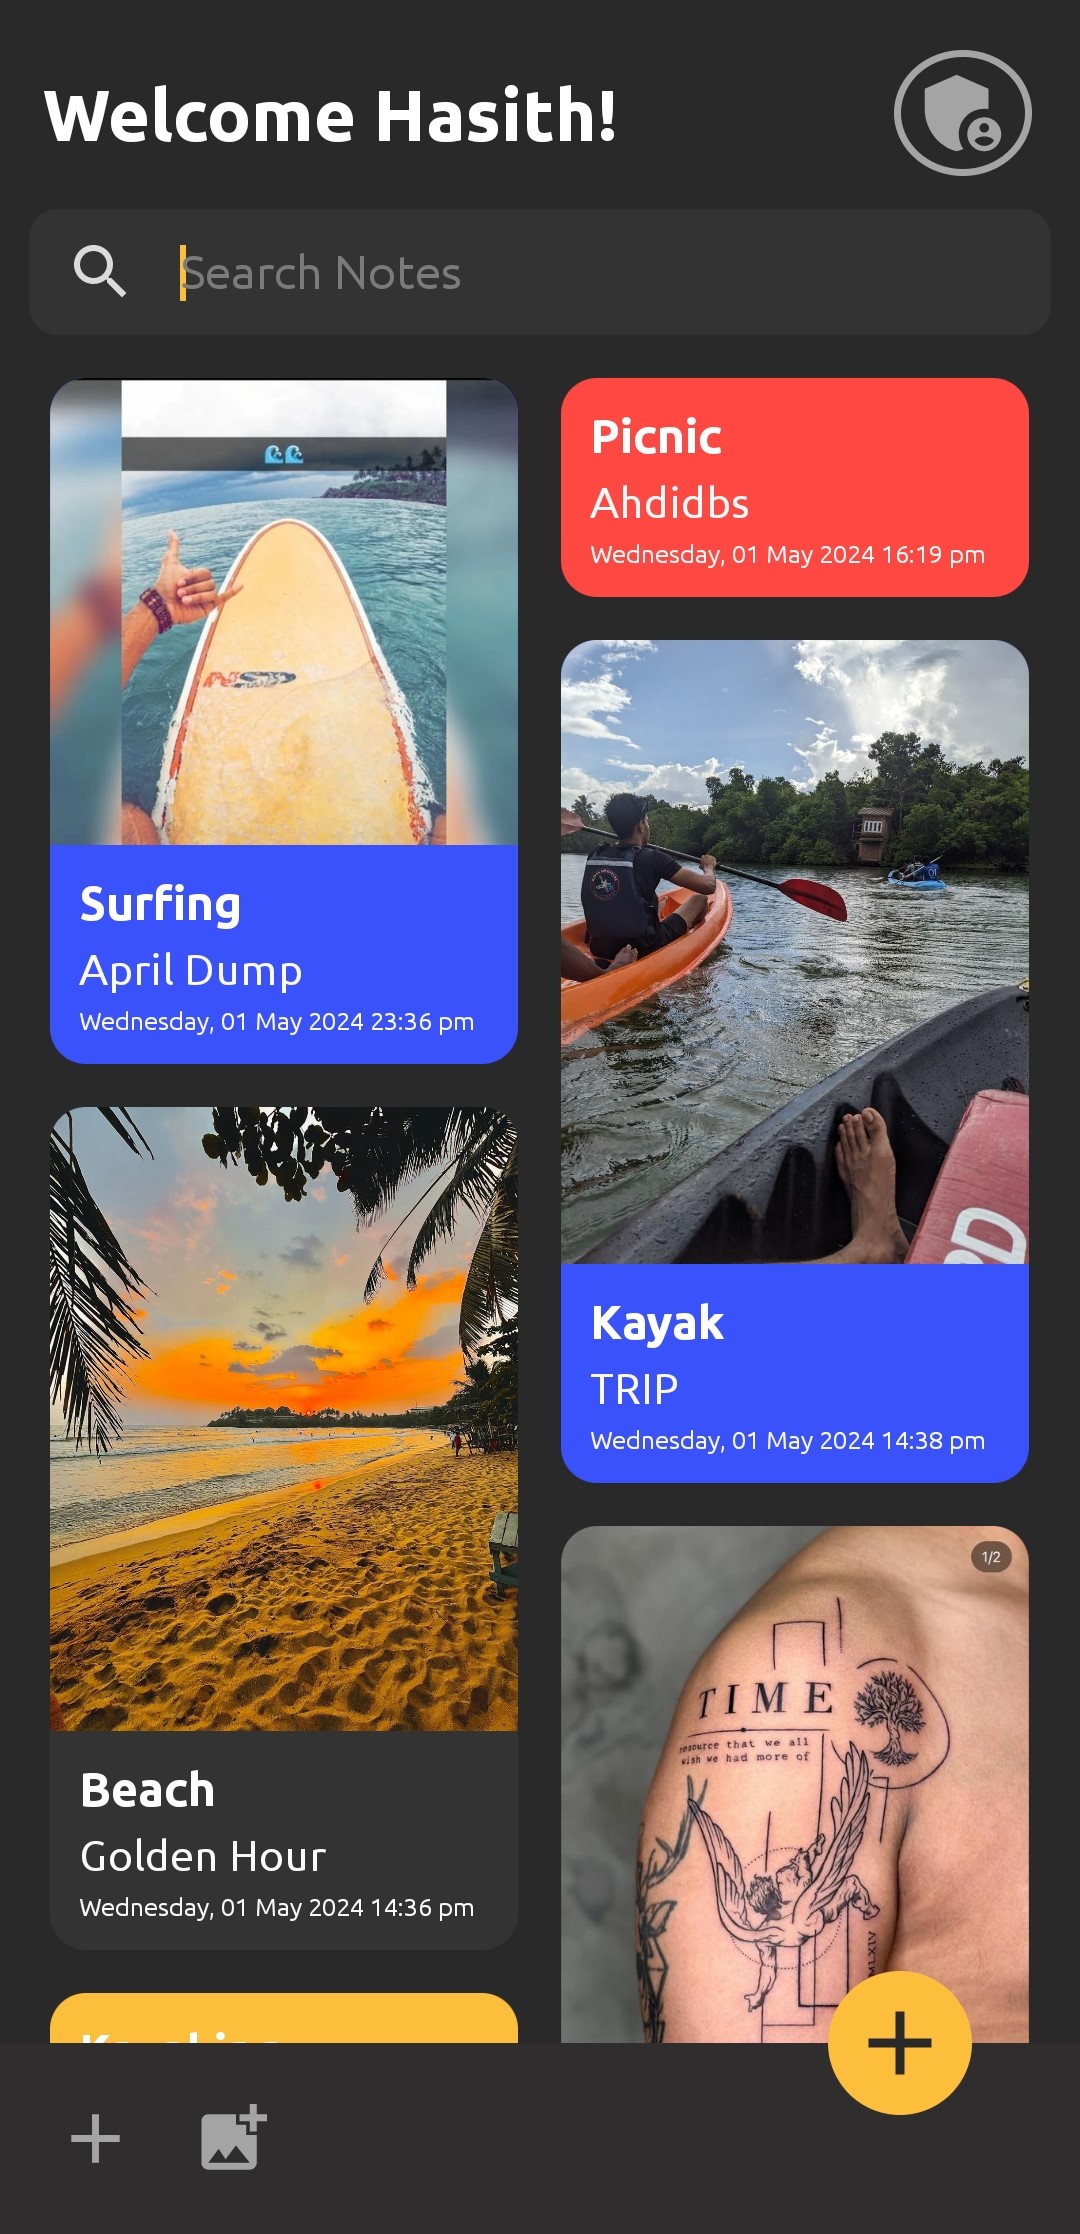 Welcome Hasith!
Search Notes
NSP
Surfing
April Dump
Wednesday, 01 May 2024 23:36 pm
Picnic
Ahdidbs
Wednesday, 01 May 2024 16:19 pm
01
Kayak
TRIP
Wednesday, 01 May 2024 14:38 pm
Beach
Golden Hour
Wednesday, 01 May 2024 14:36 pm
1/2
TIME
resource that we all
wish we had more of
MLXIV